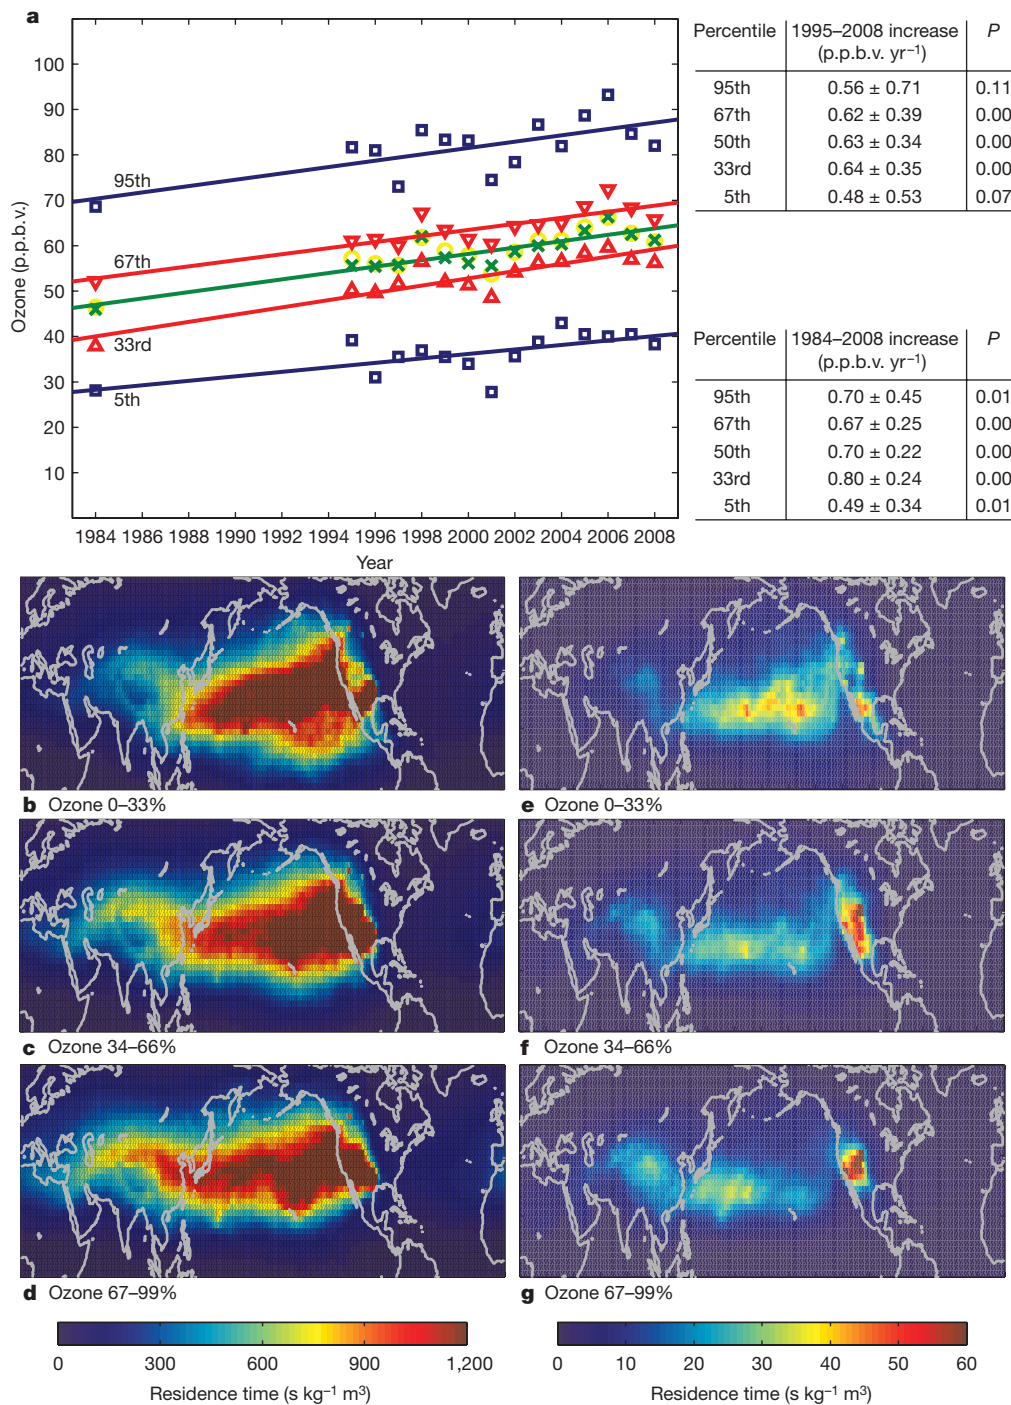 a
100
90
80
70
60
50
40
30
20
10
Ozone (p.p.b.v.)
95th
67th
33rd
5th
1984 1986 1988 1990 1992 1994 1996 1998 2000 2002 2004 2006 2008
Year
Percentile 1995–2008 increase (p.p.b.v. yr⁻¹) P
95th 0.56 ± 0.71 0.11
67th 0.62 ± 0.39 0.00
50th 0.63 ± 0.34 0.00
33rd 0.64 ± 0.35 0.00
5th 0.48 ± 0.53 0.07
Percentile 1984–2008 increase (p.p.b.v. yr⁻¹) P
95th 0.70 ± 0.45 0.01
67th 0.67 ± 0.25 0.00
50th 0.70 ± 0.22 0.00
33rd 0.80 ± 0.24 0.00
5th 0.49 ± 0.34 0.01
b Ozone 0–33%
e Ozone 0–33%
c Ozone 34–66%
f Ozone 34–66%
d Ozone 67–99%
g Ozone 67–99%
0 300 600 900 1,200
Residence time (s kg⁻¹ m³)
0 10 20 30 40 50 60
Residence time (s kg⁻¹ m³)